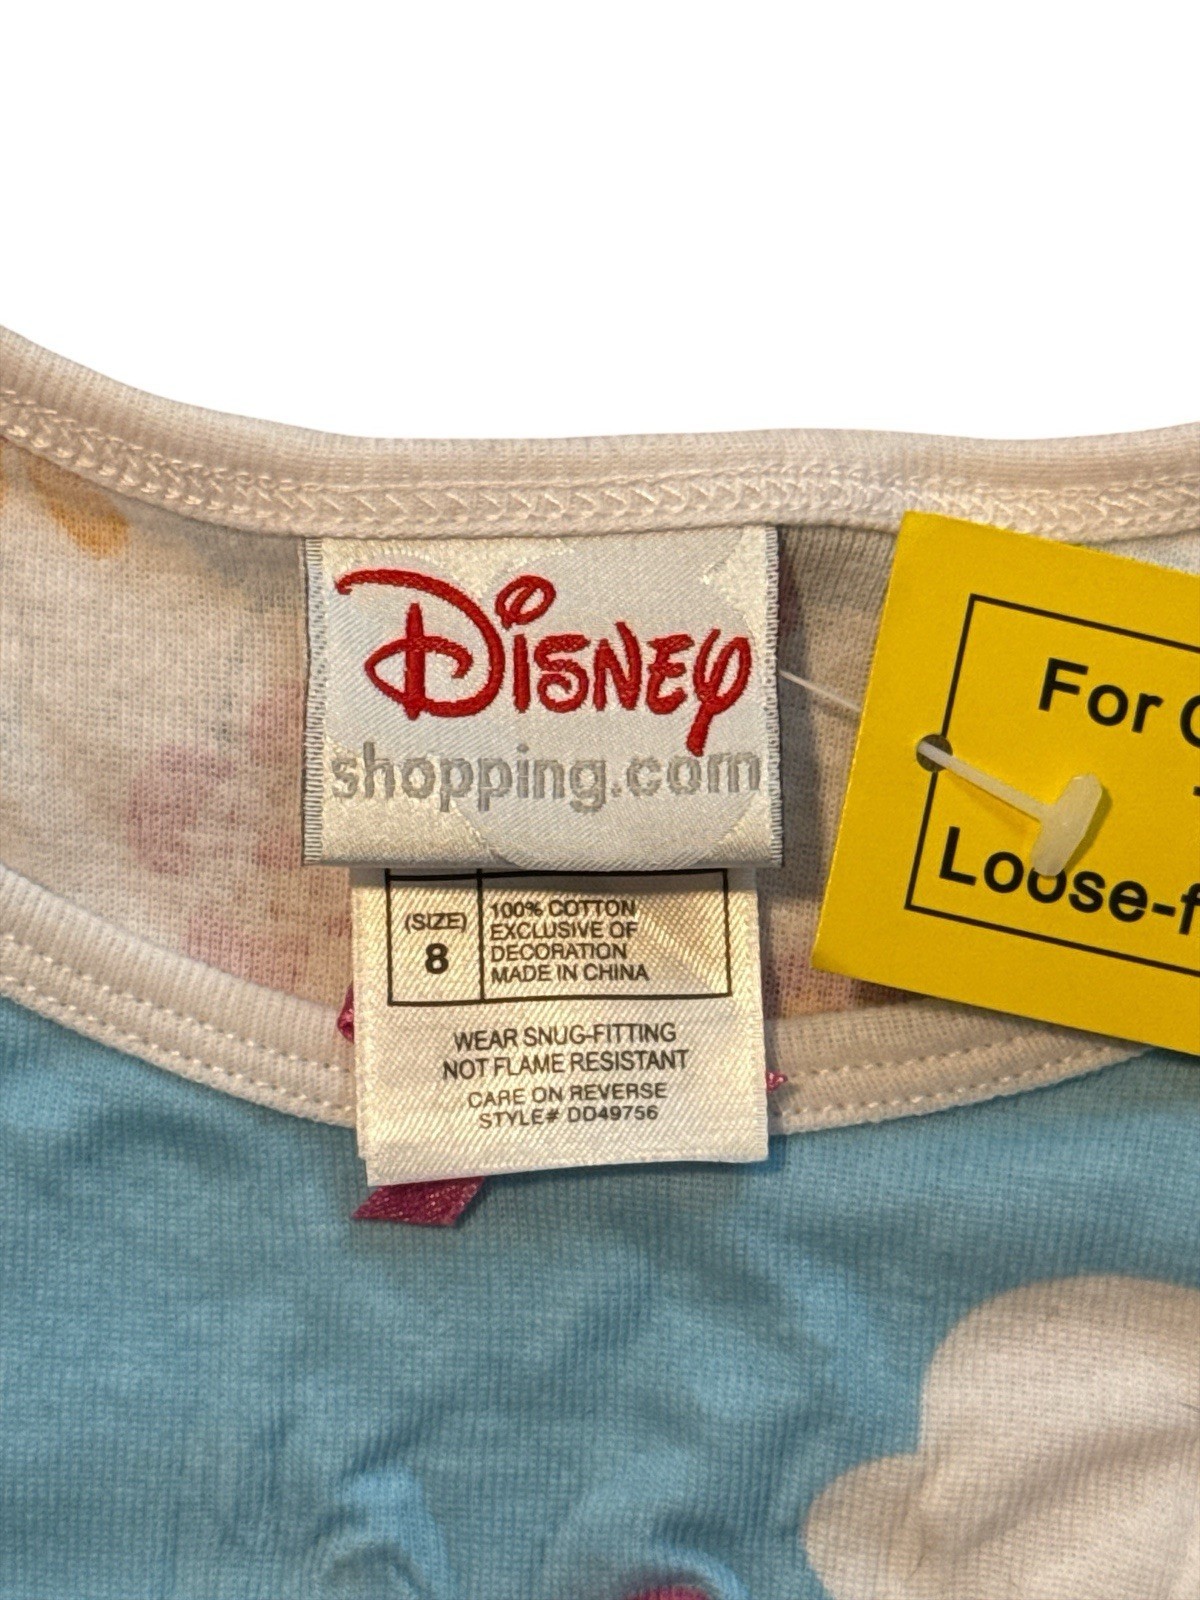 Disney
shopping.com
(SIZE)
8
100% COTTON
EXCLUSIVE OF
DECORATION
MADE IN CHINA
WEAR SNUG-FITTING
NOT FLAME RESISTANT
CARE ON REVERSE
STYLE# DD49756
For
Loose-f